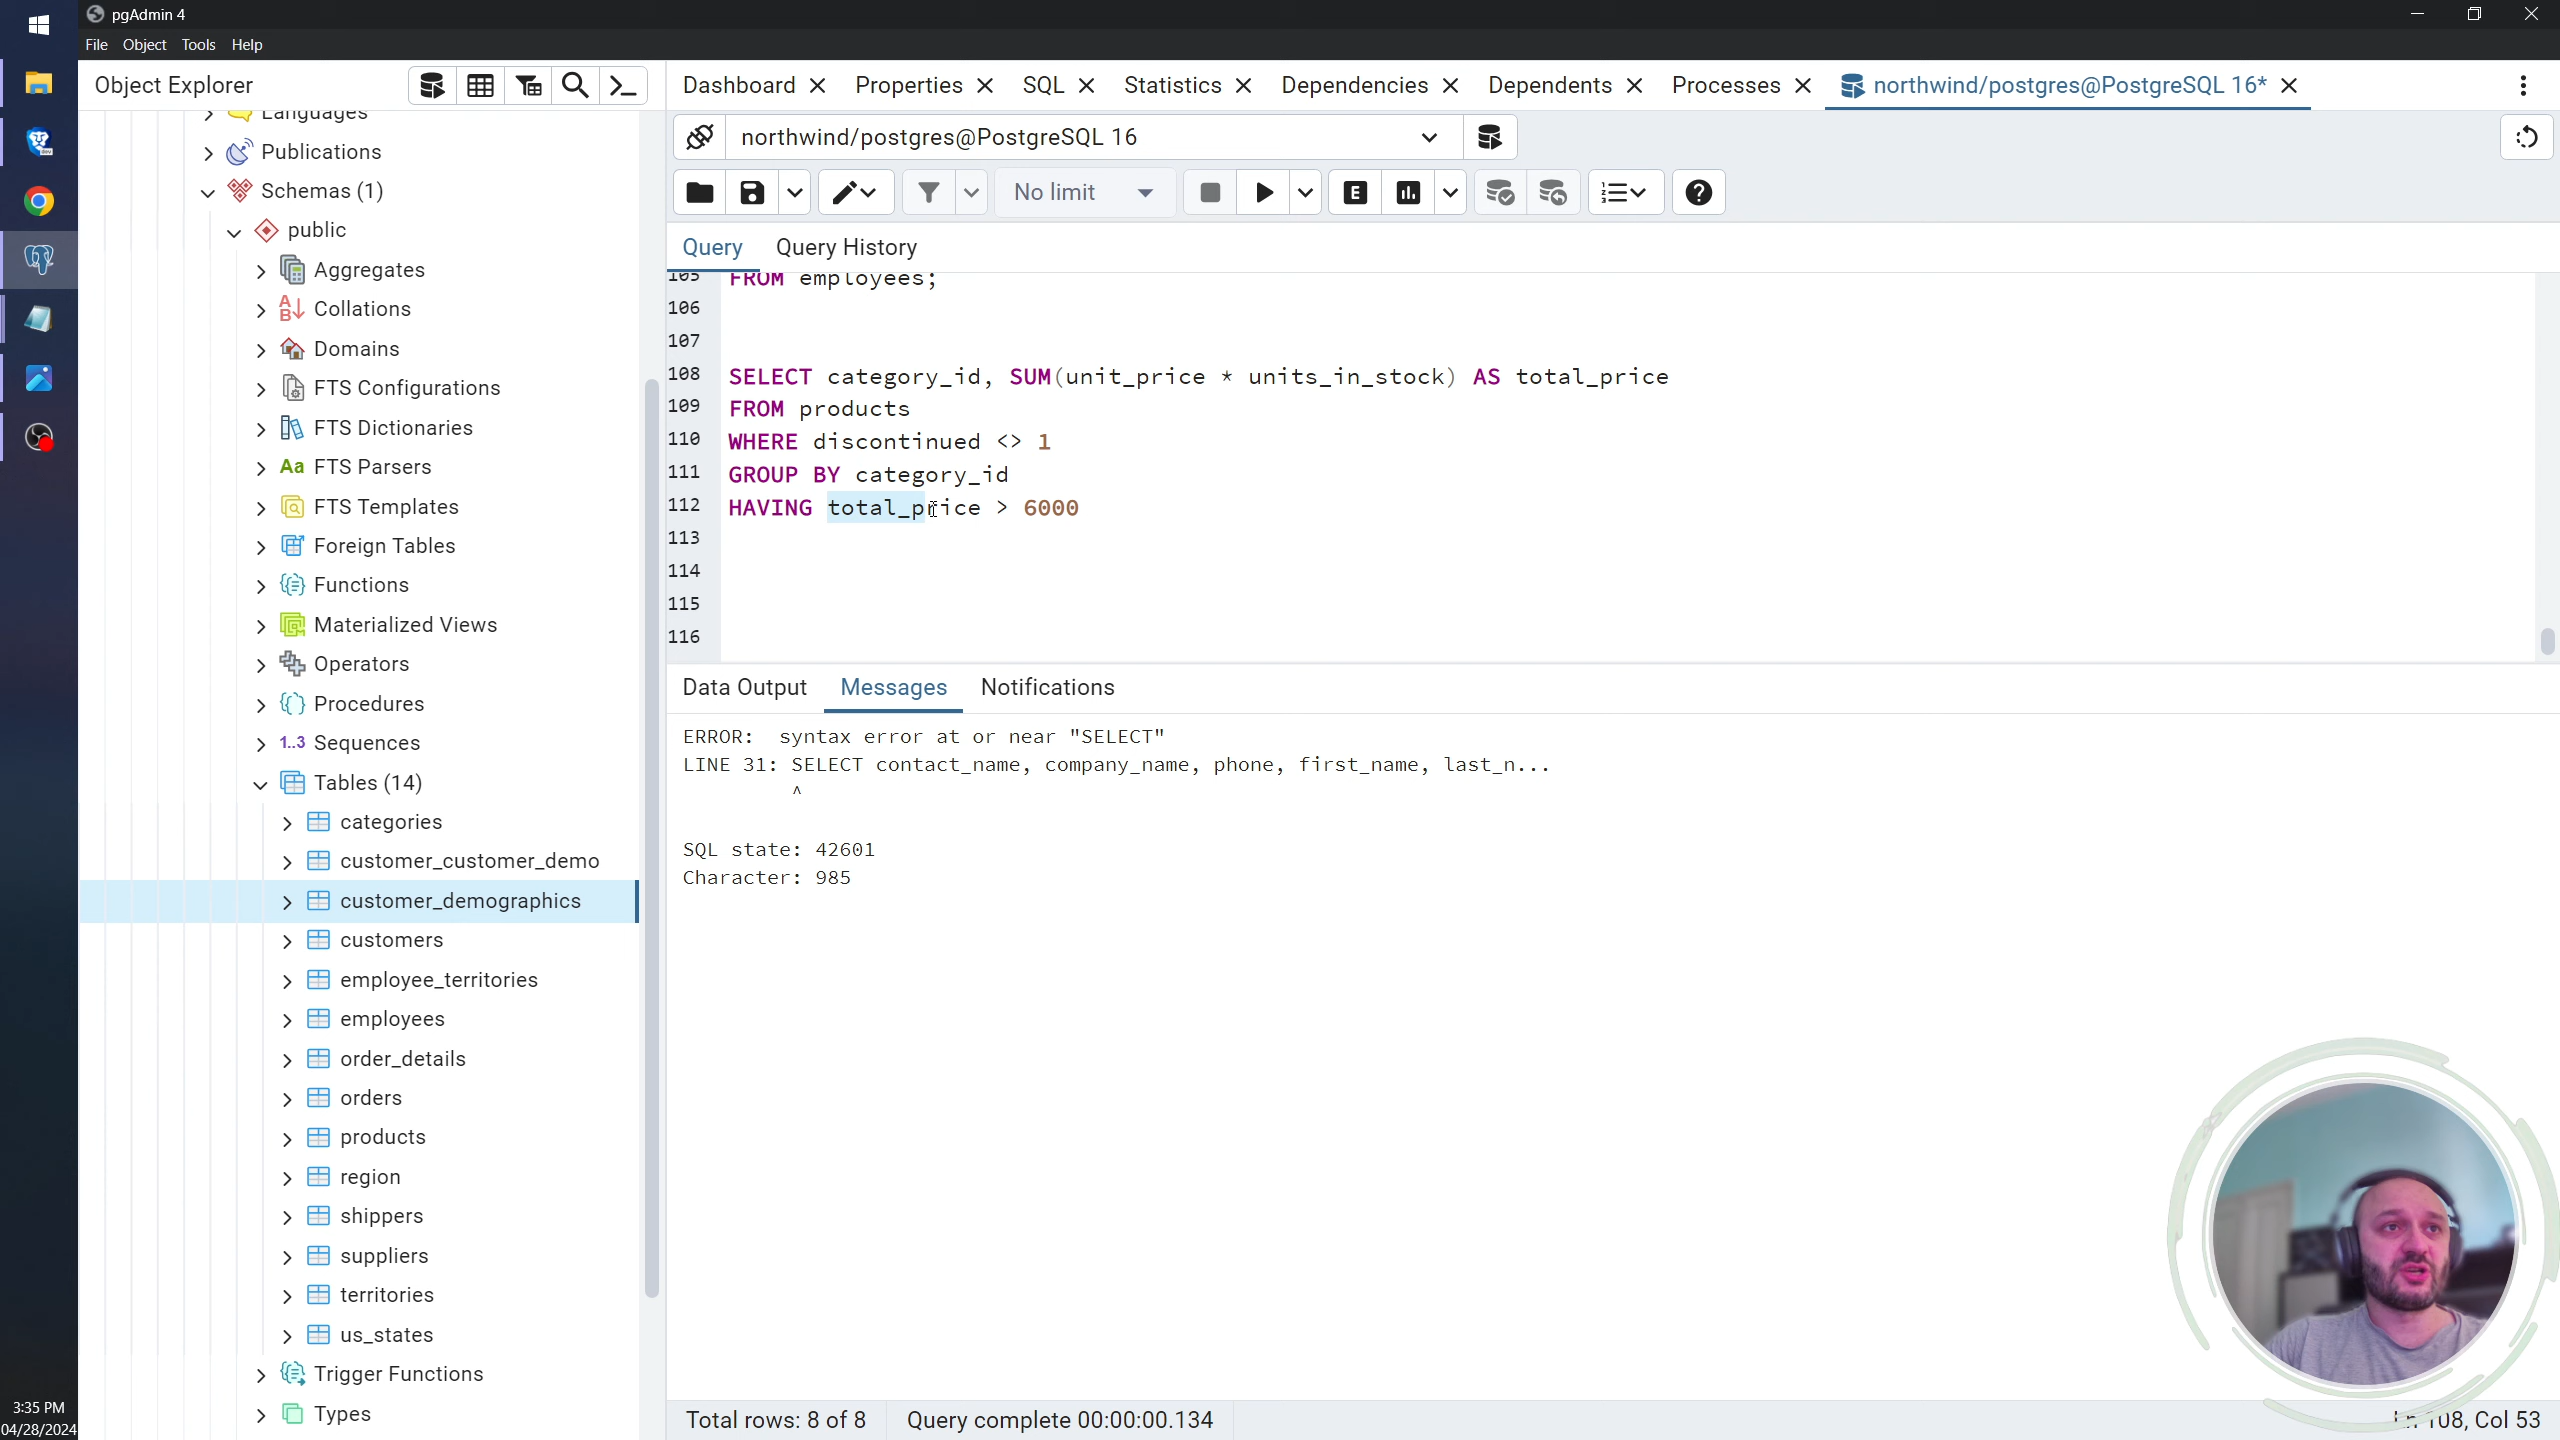 pgAdmin 4
File Object Tools Help
Object Explorer
Dashboard Properties SQL Statistics Dependencies Dependents Processes northwind/postgres@PostgreSQL 16*
northwind/postgres@PostgreSQL 16
No limit
E
Query Query History
Languages
Publications
Schemas (1)
public
Aggregates
Collations
Domains
FTS Configurations
FTS Dictionaries
Aa FTS Parsers
FTS Templates
Foreign Tables
Functions
Materialized Views
Operators
Procedures
1..3 Sequences
Tables (14)
categories
customer_customer_demo
customer_demographics
customers
employee_territories
employees
order_details
orders
products
region
shippers
suppliers
territories
us_states
Trigger Functions
Types
105 FROM employees;
106
107
108 SELECT category_id, SUM(unit_price * units_in_stock) AS total_price
109 FROM products
110 WHERE discontinued <> 1
111 GROUP BY category_id
112 HAVING total_price > 6000
113
114
115
116
Data Output Messages Notifications
ERROR: syntax error at or near "SELECT"
LINE 31: SELECT contact_name, company_name, phone, first_name, last_n...
^
SQL state: 42601
Character: 985
Total rows: 8 of 8 Query complete 00:00:00.134 Ln 108, Col 53
3:35 PM
04/28/2024